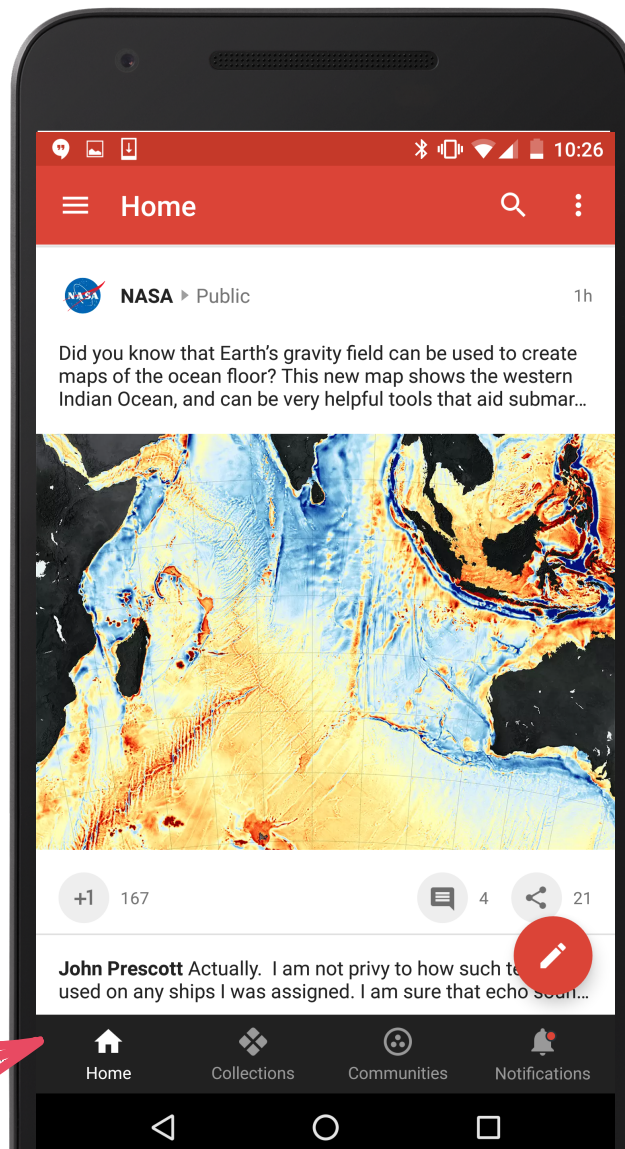 10:26
Home
NASA
NASA Public
1h
Did you know that Earth's gravity field can be used to create
maps of the ocean floor? This new map shows the western
Indian Ocean, and can be very helpful tools that aid submar...
+1
167
4
21
John Prescott Actually. I am not privy to how such
used on any ships I was assigned. I am sure that echo
Home
Collections
Communities
Notifications